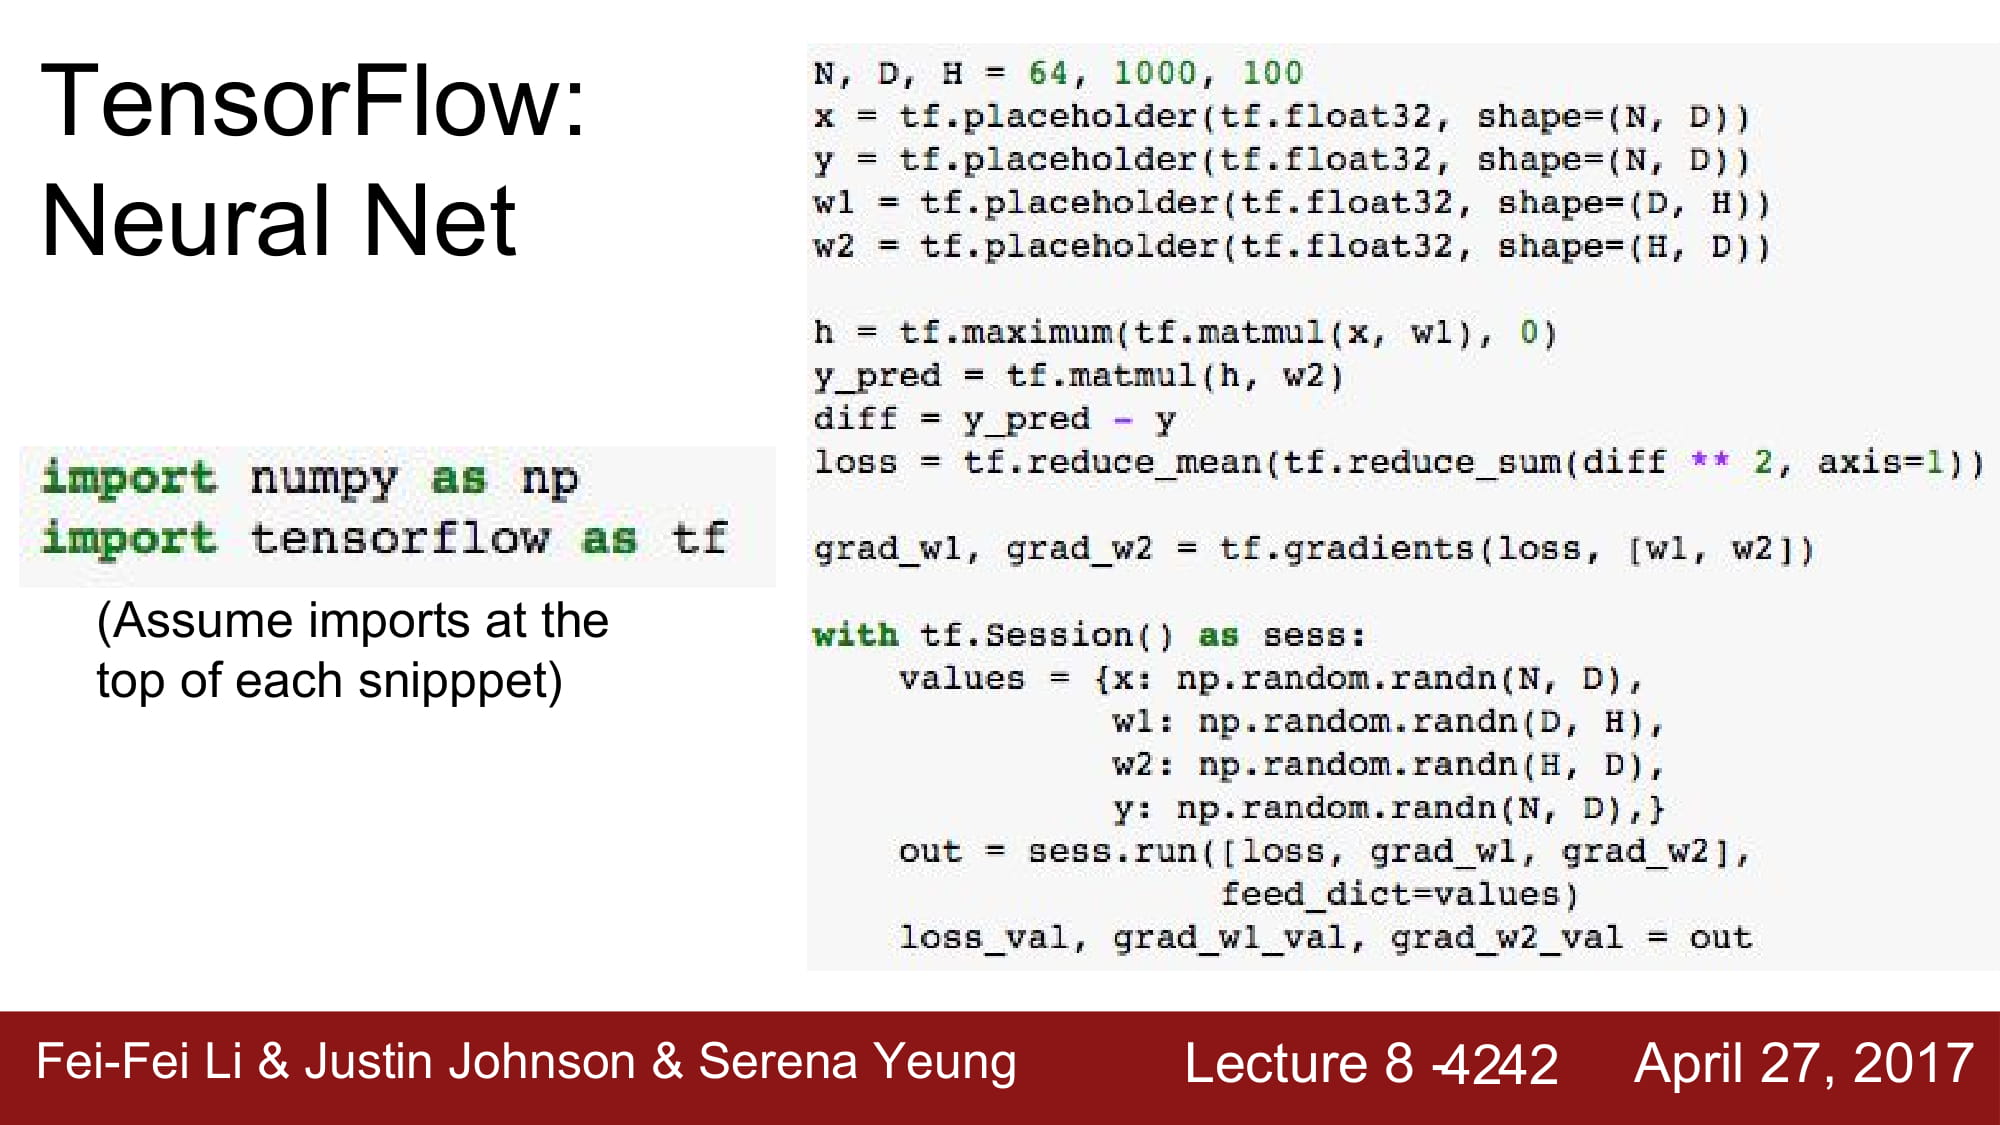 TensorFlow:
Neural Net
import numpy as np
import tensorflow as tf
(Assume imports at the
top of each snipppet)
N, D, H = 64, 1000, 100
x = tf.placeholder(tf.float32, shape=(N, D))
y = tf.placeholder(tf.float32, shape=(N, D))
w1 = tf.placeholder(tf.float32, shape=(D, H))
w2 = tf.placeholder(tf.float32, shape=(H, D))
h = tf.maximum(tf.matmul(x, w1), 0)
y_pred = tf.matmul(h, w2)
diff = y_pred - y
loss = tf.reduce_mean(tf.reduce_sum(diff ** 2, axis=1))
grad_w1, grad_w2 = tf.gradients(loss, [w1, w2])
with tf.Session() as sess:
    values = {x: np.random.randn(N, D),
              w1: np.random.randn(D, H),
              w2: np.random.randn(H, D),
              y: np.random.randn(N, D),}
    out = sess.run([loss, grad_w1, grad_w2],
                   feed_dict=values)
    loss_val, grad_w1_val, grad_w2_val = out
Fei-Fei Li & Justin Johnson & Serena Yeung
Lecture 8 -4242
April 27, 2017